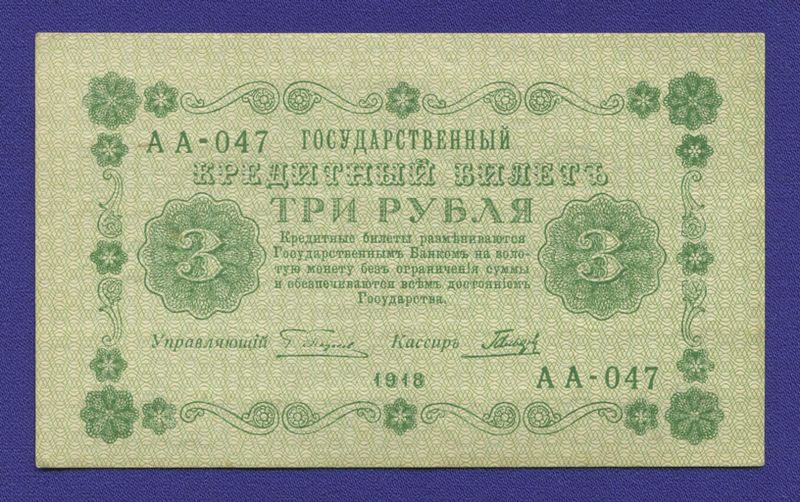 АА-047 ГОСУДАРСТВЕННЫЙ
КРЕДИТНЫЙ БИЛЕТЪ
ТРИ РУБЛЯ
3
Кредитные билеты размѣниваются
Государственнымъ Банкомъ на золо-
тую монету безъ ограниченія суммы
и обезпечиваются всѣмъ достояніемъ
Государства.
3
Управляющій
Кассиръ
1918
АА-047